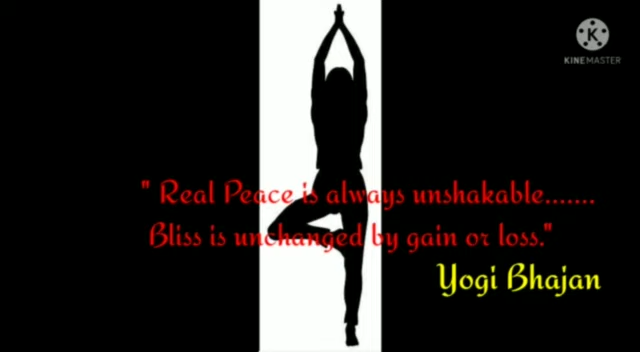 K
KINEMASTER
" Real Peace is always unshakable.......
Bliss is unchanged by gain or loss."
Yogi Bhajan